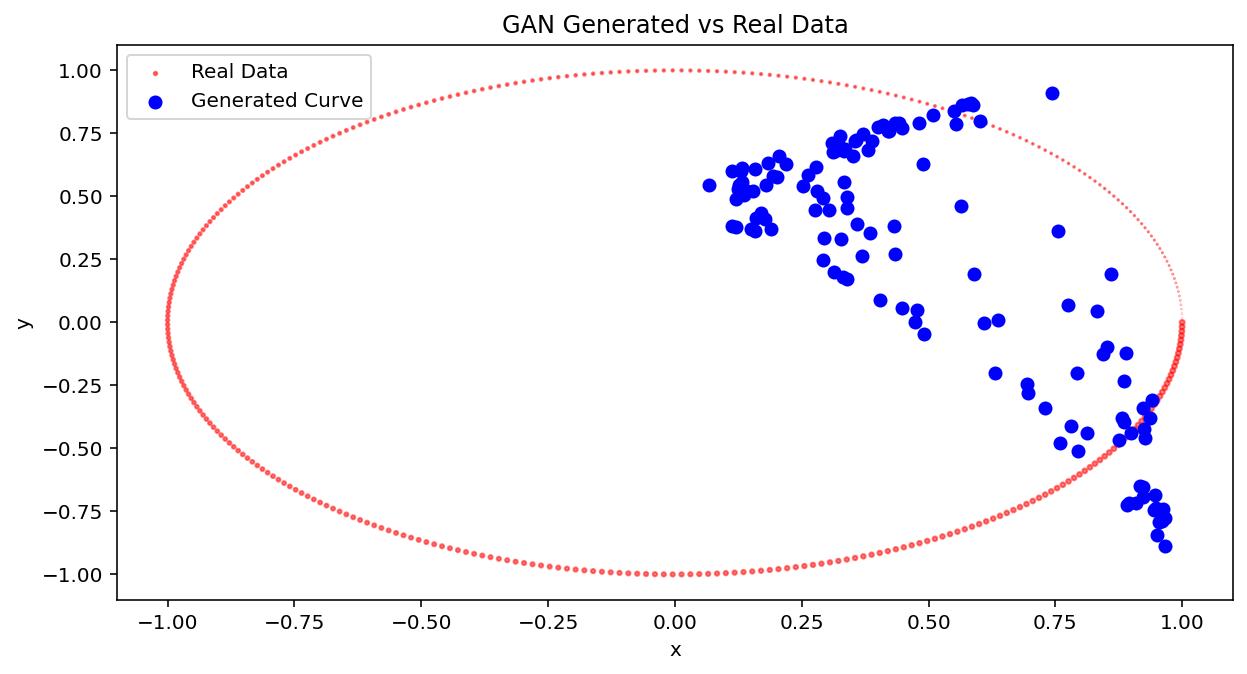 GAN Generated vs Real Data
Real Data
Generated Curve
1.00
0.75
0.50
0.25
0.00
−0.25
−0.50
−0.75
−1.00
y
−1.00 −0.75 −0.50 −0.25 0.00 0.25 0.50 0.75 1.00
x